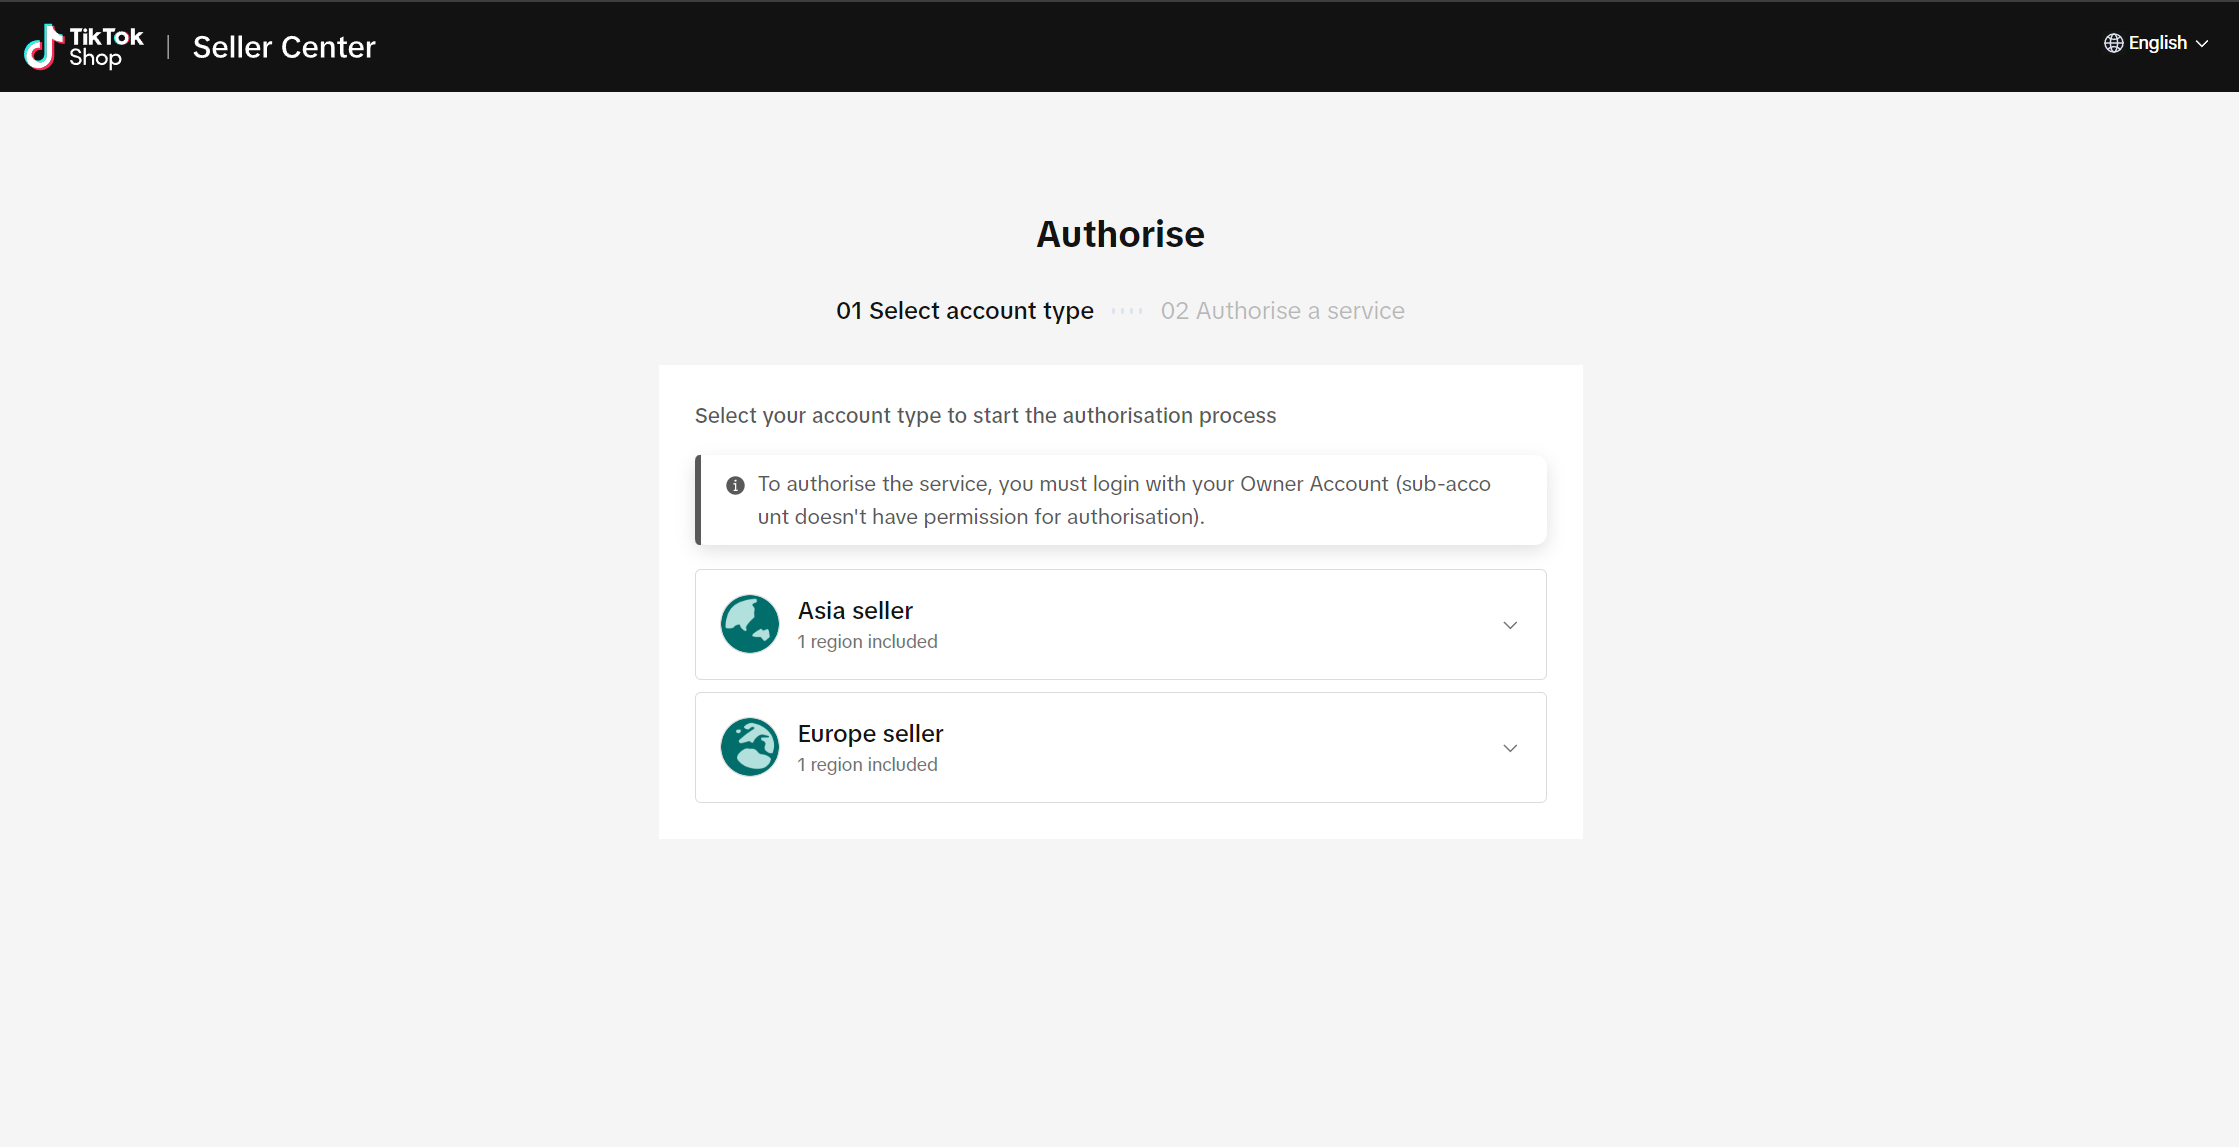 TikTok
Shop
Seller Center
English
Authorise
01 Select account type
02 Authorise a service
Select your account type to start the authorisation process
To authorise the service, you must login with your Owner Account (sub-acco
unt doesn't have permission for authorisation).
Asia seller
1 region included
Europe seller
1 region included